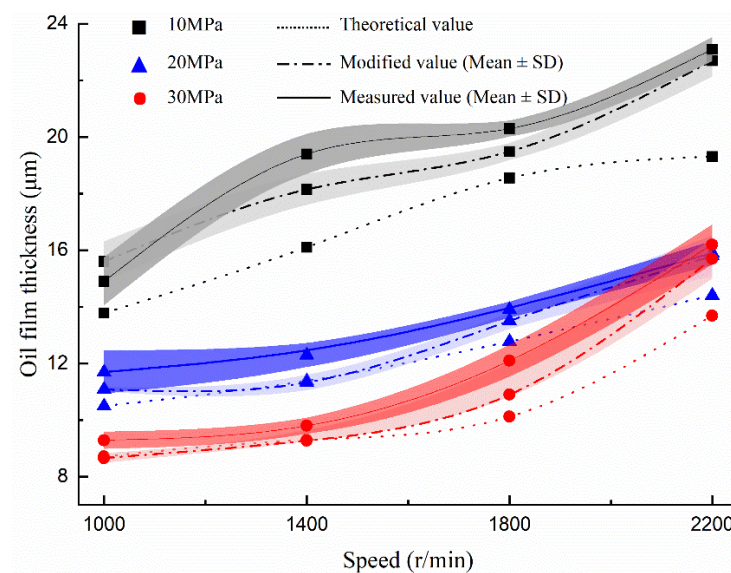 24
20
16
12
8
Oil film thickness (μm)
10MPa Theoretical value
20MPa Modified value (Mean ± SD)
30MPa Measured value (Mean ± SD)
1000 1400 1800 2200
Speed (r/min)